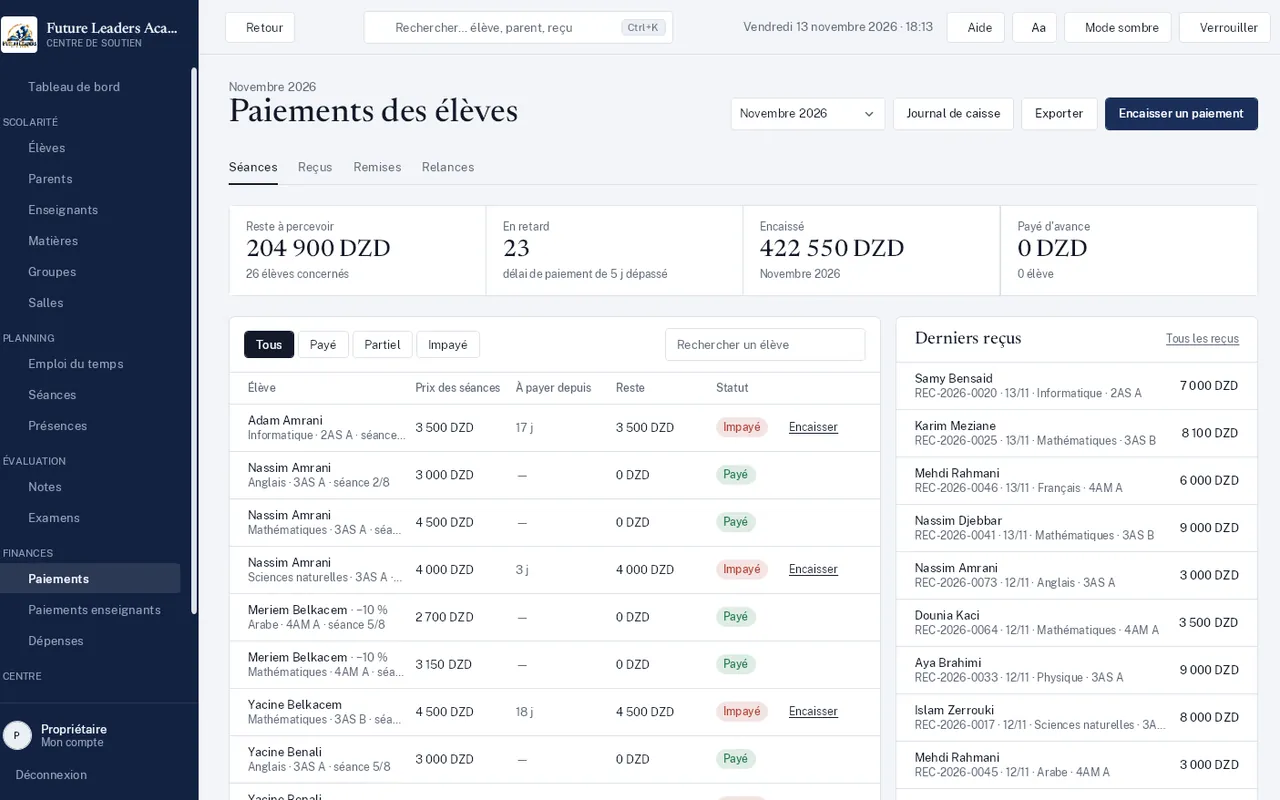 Future Leaders Aca...
CENTRE DE SOUTIEN
Tableau de bord
SCOLARITÉ
Élèves
Parents
Enseignants
Matières
Groupes
Salles
PLANNING
Emploi du temps
Séances
Présences
ÉVALUATION
Notes
Examens
FINANCES
Paiements
Paiements enseignants
Dépenses
CENTRE
P
Propriétaire
Mon compte
Déconnexion
Retour
Rechercher... élève, parent, reçu
Ctrl+K
Vendredi 13 novembre 2026 · 18:13
Aide
Aa
Mode sombre
Verrouiller
Novembre 2026
Paiements des élèves
Novembre 2026
Journal de caisse
Exporter
Encaisser un paiement
Séances
Reçus
Remises
Relances
Reste à percevoir
204 900 DZD
26 élèves concernés
En retard
23
délai de paiement de 5 j dépassé
Encaissé
422 550 DZD
Novembre 2026
Payé d'avance
0 DZD
0 élève
Tous
Payé
Partiel
Impayé
Rechercher un élève
Élève Prix des séances À payer depuis Reste Statut
Adam Amrani
Informatique · 2AS A · séance...
3 500 DZD 17 j 3 500 DZD Impayé Encaisser
Nassim Amrani
Anglais · 3AS A · séance 2/8
3 000 DZD — 0 DZD Payé
Nassim Amrani
Mathématiques · 3AS A · séa...
4 500 DZD — 0 DZD Payé
Nassim Amrani
Sciences naturelles · 3AS A ·...
4 000 DZD 3 j 4 000 DZD Impayé Encaisser
Meriem Belkacem · −10 %
Arabe · 4AM A · séance 5/8
2 700 DZD — 0 DZD Payé
Meriem Belkacem · −10 %
Mathématiques · 4AM A · séa...
3 150 DZD — 0 DZD Payé
Yacine Belkacem
Mathématiques · 3AS B · séa...
4 500 DZD 18 j 4 500 DZD Impayé Encaisser
Yacine Benali
Anglais · 3AS A · séance 5/8
3 000 DZD — 0 DZD Payé
Yacine Benali
Derniers reçus
Tous les reçus
Samy Bensaid
REC-2026-0020 · 13/11 · Informatique · 2AS A
7 000 DZD
Karim Meziane
REC-2026-0025 · 13/11 · Mathématiques · 3AS B
8 100 DZD
Mehdi Rahmani
REC-2026-0046 · 13/11 · Français · 4AM A
6 000 DZD
Nassim Djebbar
REC-2026-0041 · 13/11 · Mathématiques · 3AS B
9 000 DZD
Nassim Amrani
REC-2026-0073 · 12/11 · Anglais · 3AS A
3 000 DZD
Dounia Kaci
REC-2026-0064 · 12/11 · Mathématiques · 4AM A
3 500 DZD
Aya Brahimi
REC-2026-0033 · 12/11 · Physique · 3AS A
9 000 DZD
Islam Zerrouki
REC-2026-0017 · 12/11 · Sciences naturelles · 3A...
8 000 DZD
Mehdi Rahmani
REC-2026-0045 · 12/11 · Arabe · 4AM A
3 000 DZD